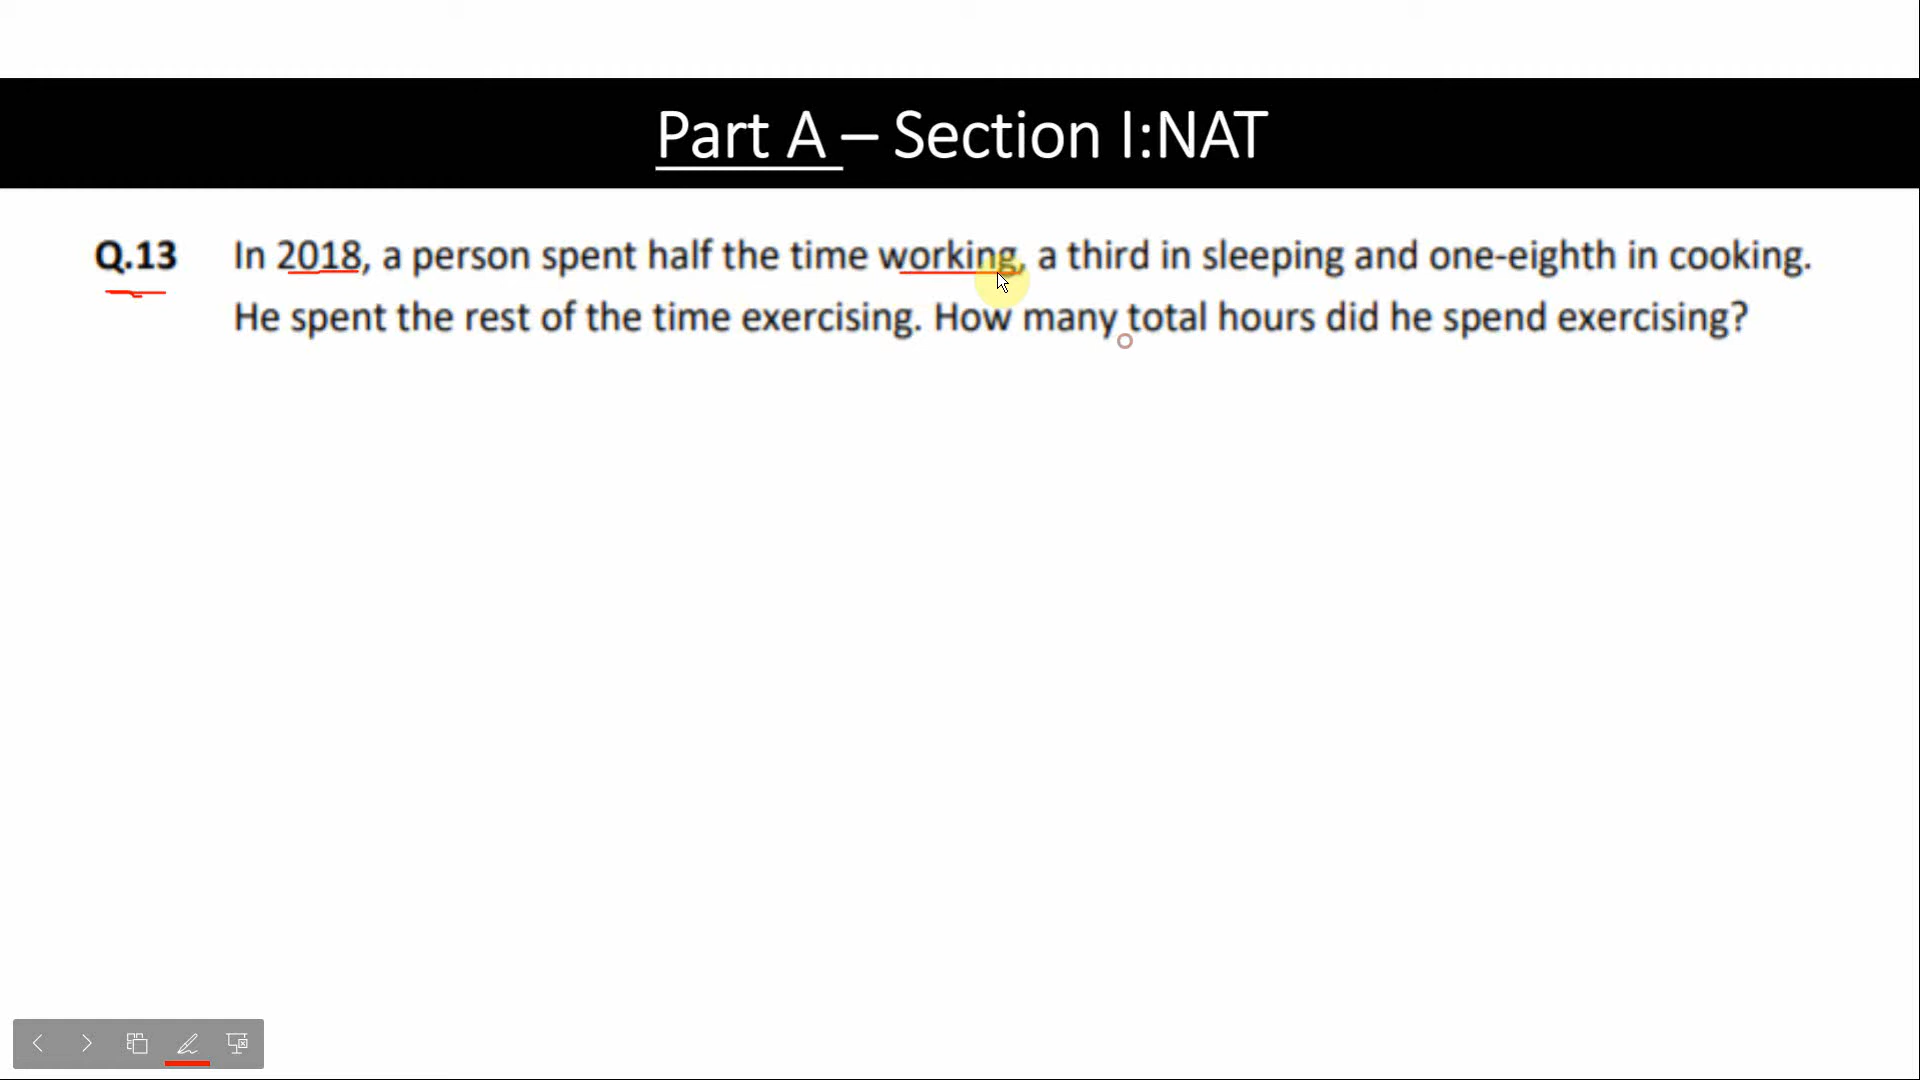 Part A – Section I:NAT
Q.13 In 2018, a person spent half the time working, a third in sleeping and one-eighth in cooking.
He spent the rest of the time exercising. How many total hours did he spend exercising?